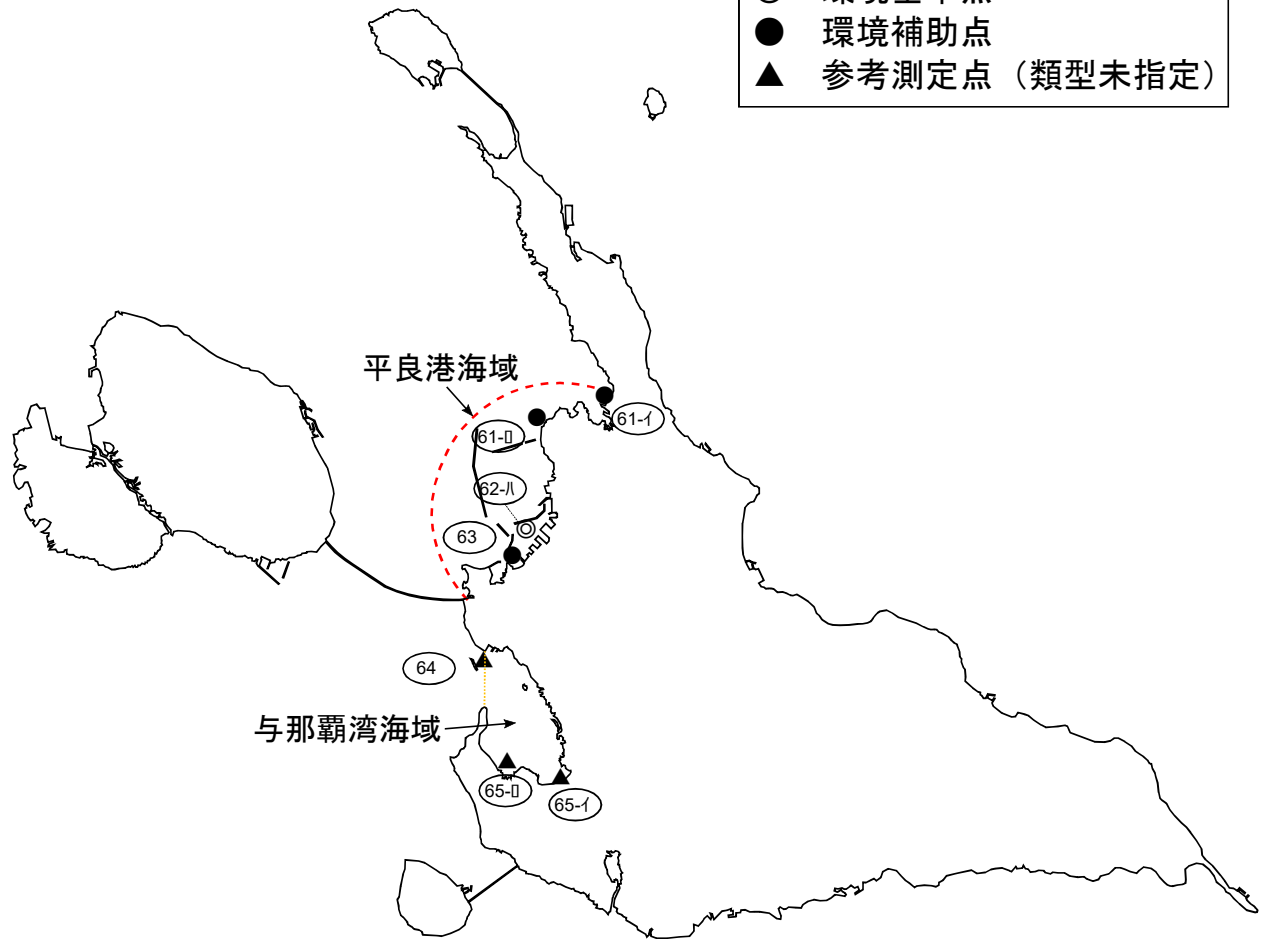 環境補助点
参考測定点（類型未指定）
平良港海域
61-ｲ
61-ﾛ
62-ﾊ
63
64
与那覇湾海域
65-ﾛ
65-ｲ